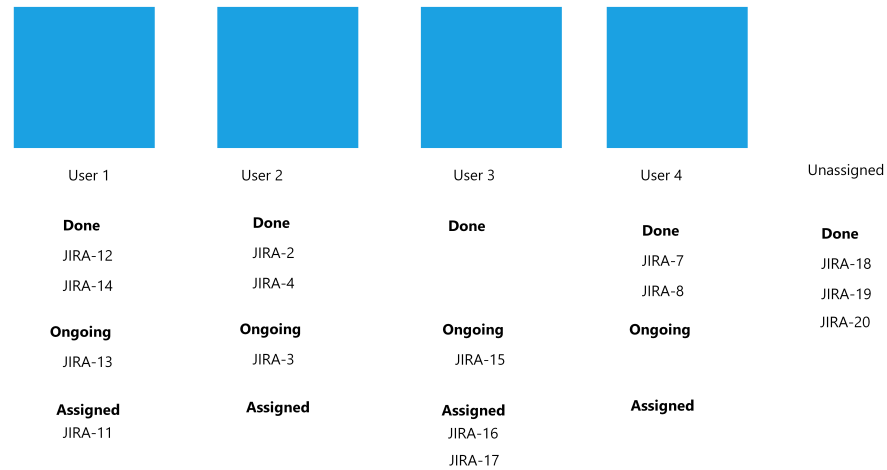 User 1
Done
JIRA-12
JIRA-14
Ongoing
JIRA-13
Assigned
JIRA-11
User 2
Done
JIRA-2
JIRA-4
Ongoing
JIRA-3
Assigned
User 3
Done
Ongoing
JIRA-15
Assigned
JIRA-16
JIRA-17
User 4
Done
JIRA-7
JIRA-8
Ongoing
Assigned
Unassigned
Done
JIRA-18
JIRA-19
JIRA-20